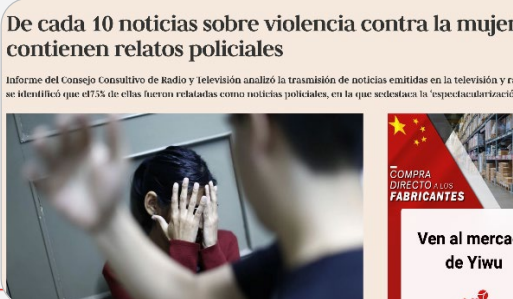 De cada 10 noticias sobre violencia contra la mujer
contienen relatos policiales
Informe del Consejo Consultivo de Radio y Televisión analizó la trasmisión de noticias emitidas en la televisión y
se identificó que el75% de ellas fueron relatadas como noticias policiales, en la que sedestaca la
COMPRA
DIRECTO A LOS
FABRICANTES
Ven al
de Yiwu